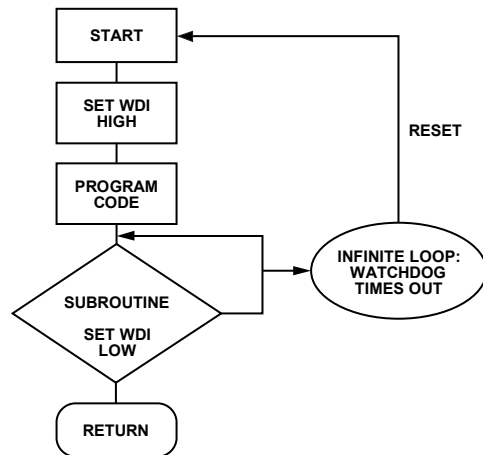 START
SET WDI
HIGH
RESET
PROGRAM
CODE
INFINITE LOOP:
WATCHDOG
TIMES OUT
SUBROUTINE
SET WDI
LOW
RETURN